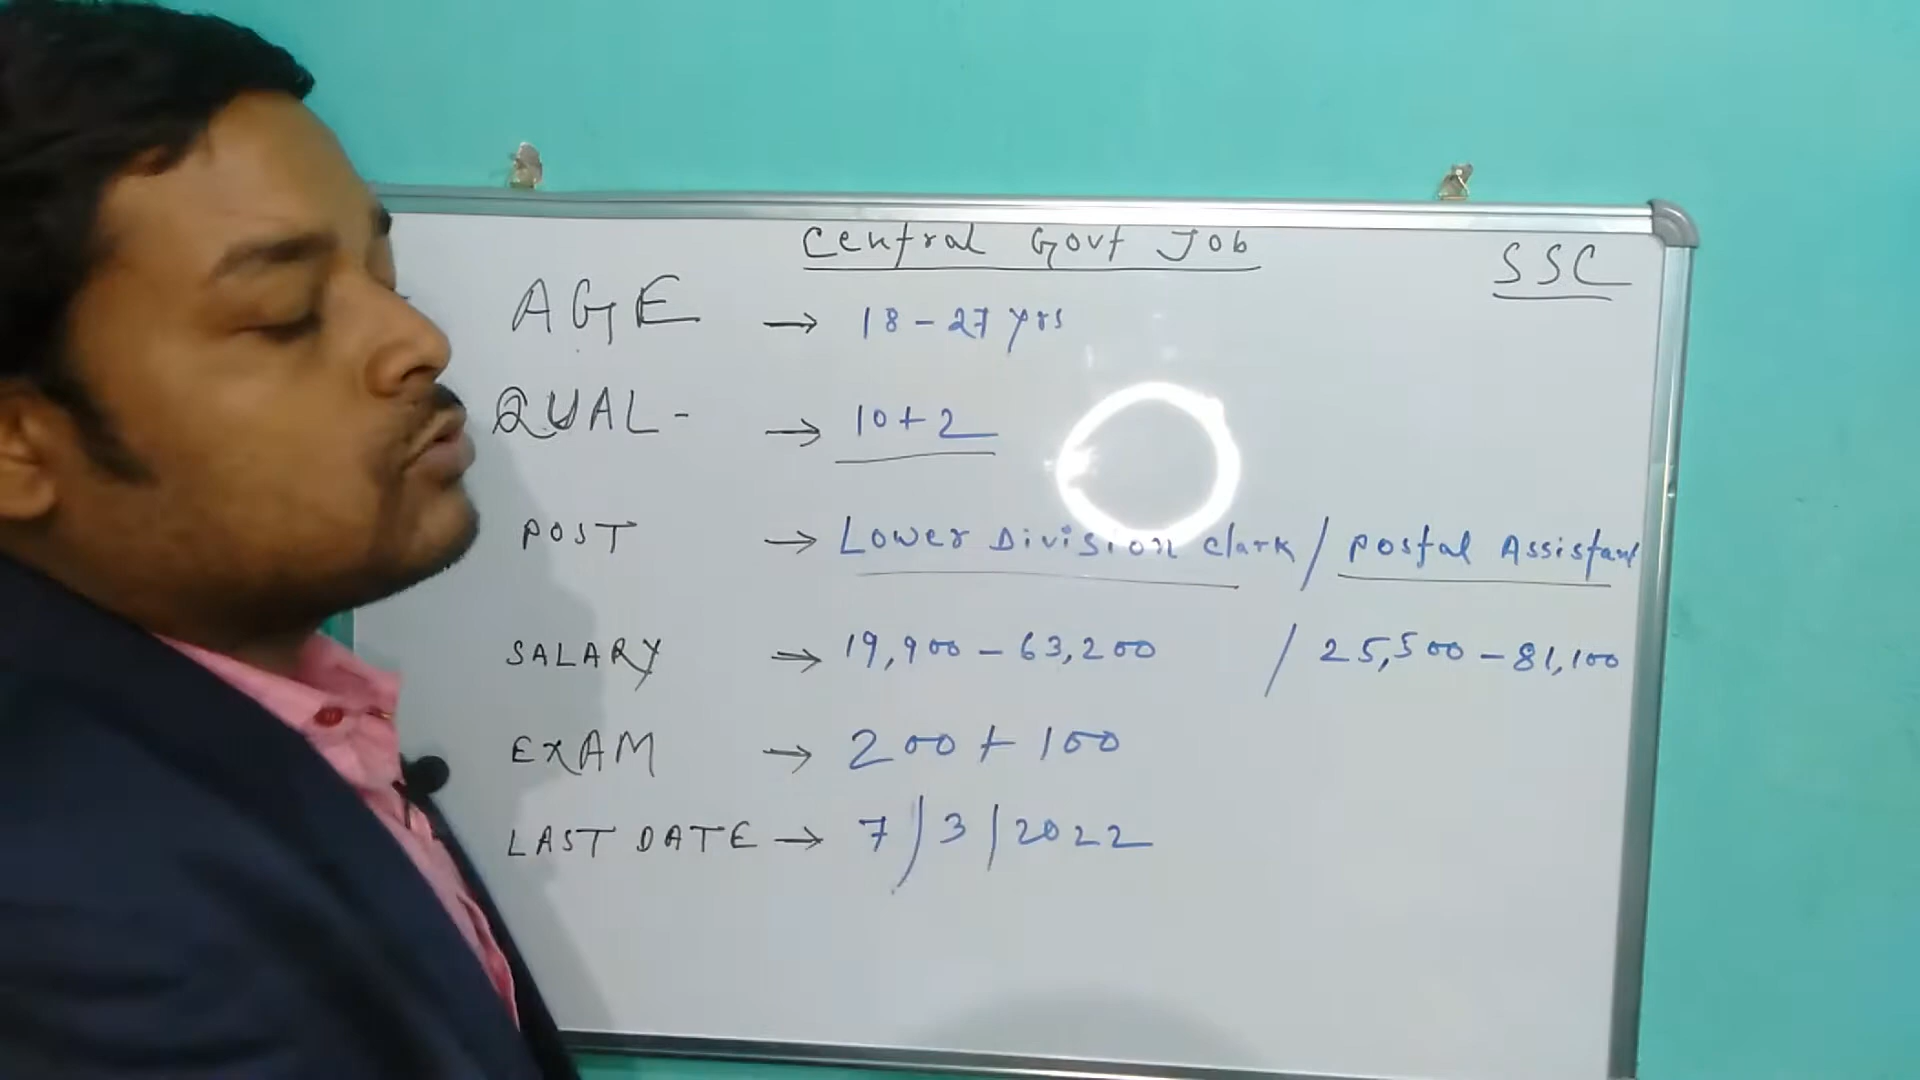 Central Govt Job
SSC
AGE → 18 - 27 yrs
QUAL - → 10 + 2
POST → Lower Division Clark / Postal Assistant
SALARY → 19,900 - 63,200 / 25,500 - 81,100
EXAM → 200 + 100
LAST DATE → 7/3/2022